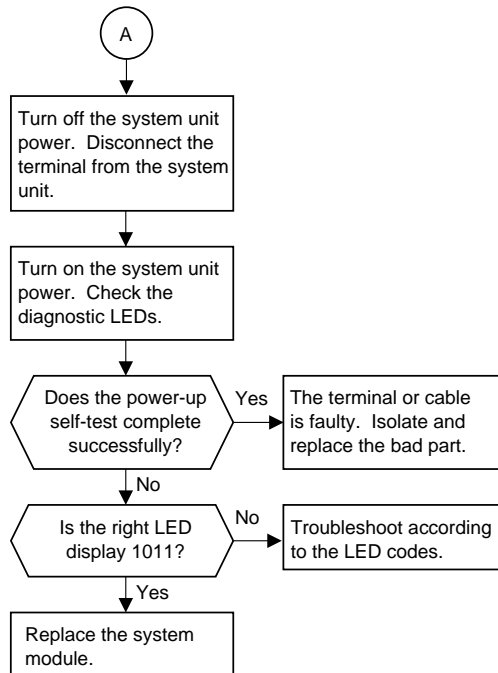 A
Turn off the system unit
power. Disconnect the
terminal from the system
unit.
Turn on the system unit
power. Check the
diagnostic LEDs.
Does the power-up
self-test complete
successfully?
Yes
The terminal or cable
is faulty. Isolate and
replace the bad part.
No
Is the right LED
display 1011?
No
Troubleshoot according
to the LED codes.
Yes
Replace the system
module.